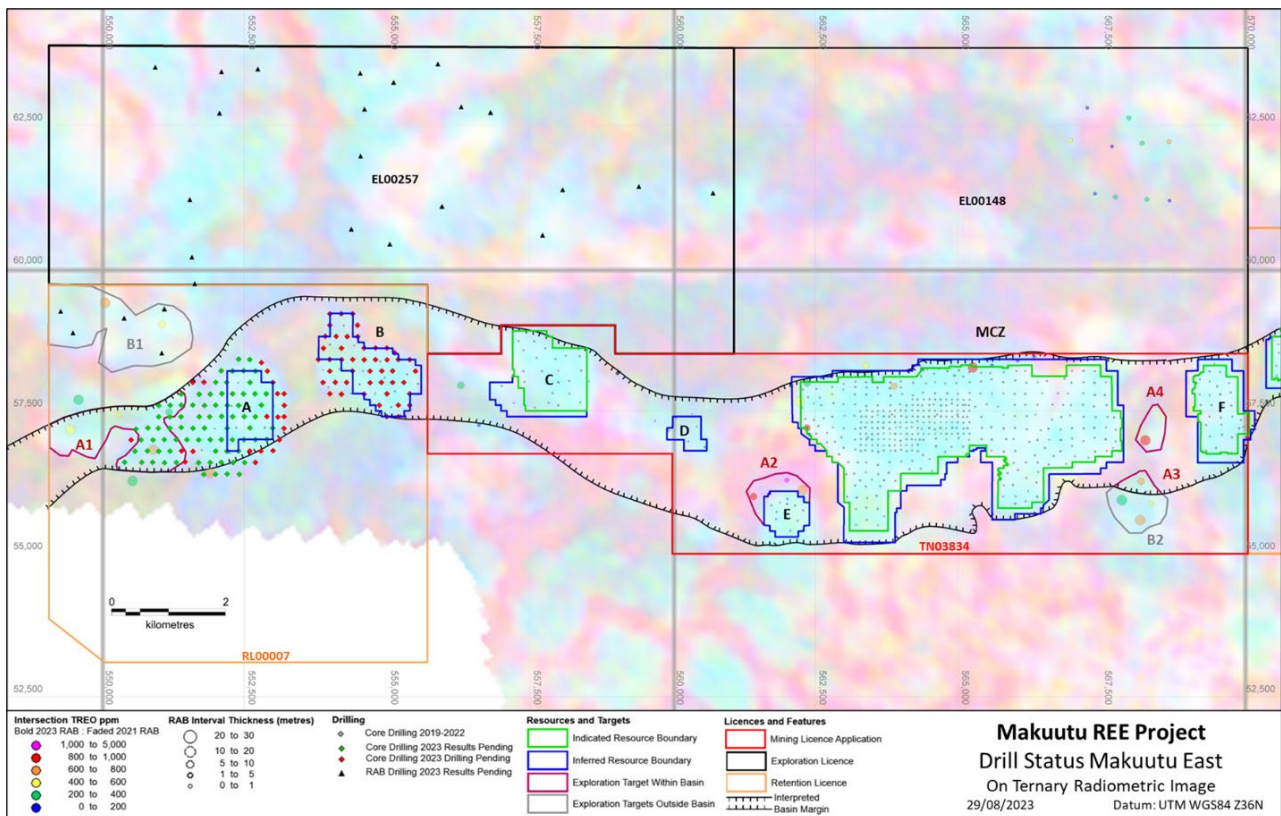 550,000
552,500
555,000
557,500
560,000
562,500
565,000
567,500
570,000
62,500
62,500
EL00257
EL00148
60,000
60,000
B
MCZ
B1
C
57,500
57,500
A
A4
F
D
A1
A2
A3
E
B2
55,000
TN03834
55,000
0 2
kilometres
RL00007
52,500
52,500
550,000
552,500
555,000
557,500
560,000
562,500
565,000
567,500
570,000
Intersection TREO ppm
Bold 2023 RAB : Faded 2021 RAB
1,000 to 5,000
800 to 1,000
600 to 800
400 to 600
200 to 400
0 to 200
RAB Interval Thickness (metres)
20 to 30
10 to 20
5 to 10
1 to 5
0 to 1
Drilling
Core Drilling 2019-2022
Core Drilling 2023 Results Pending
Core Drilling 2023 Drilling Pending
RAB Drilling 2023 Results Pending
Resources and Targets
Indicated Resource Boundary
Inferred Resource Boundary
Exploration Target Within Basin
Exploration Targets Outside Basin
Licences and Features
Mining Licence Application
Exploration Licence
Retention Licence
Interpreted
Basin Margin
Makuutu REE Project
Drill Status Makuutu East
On Ternary Radiometric Image
29/08/2023 Datum: UTM WGS84 Z36N